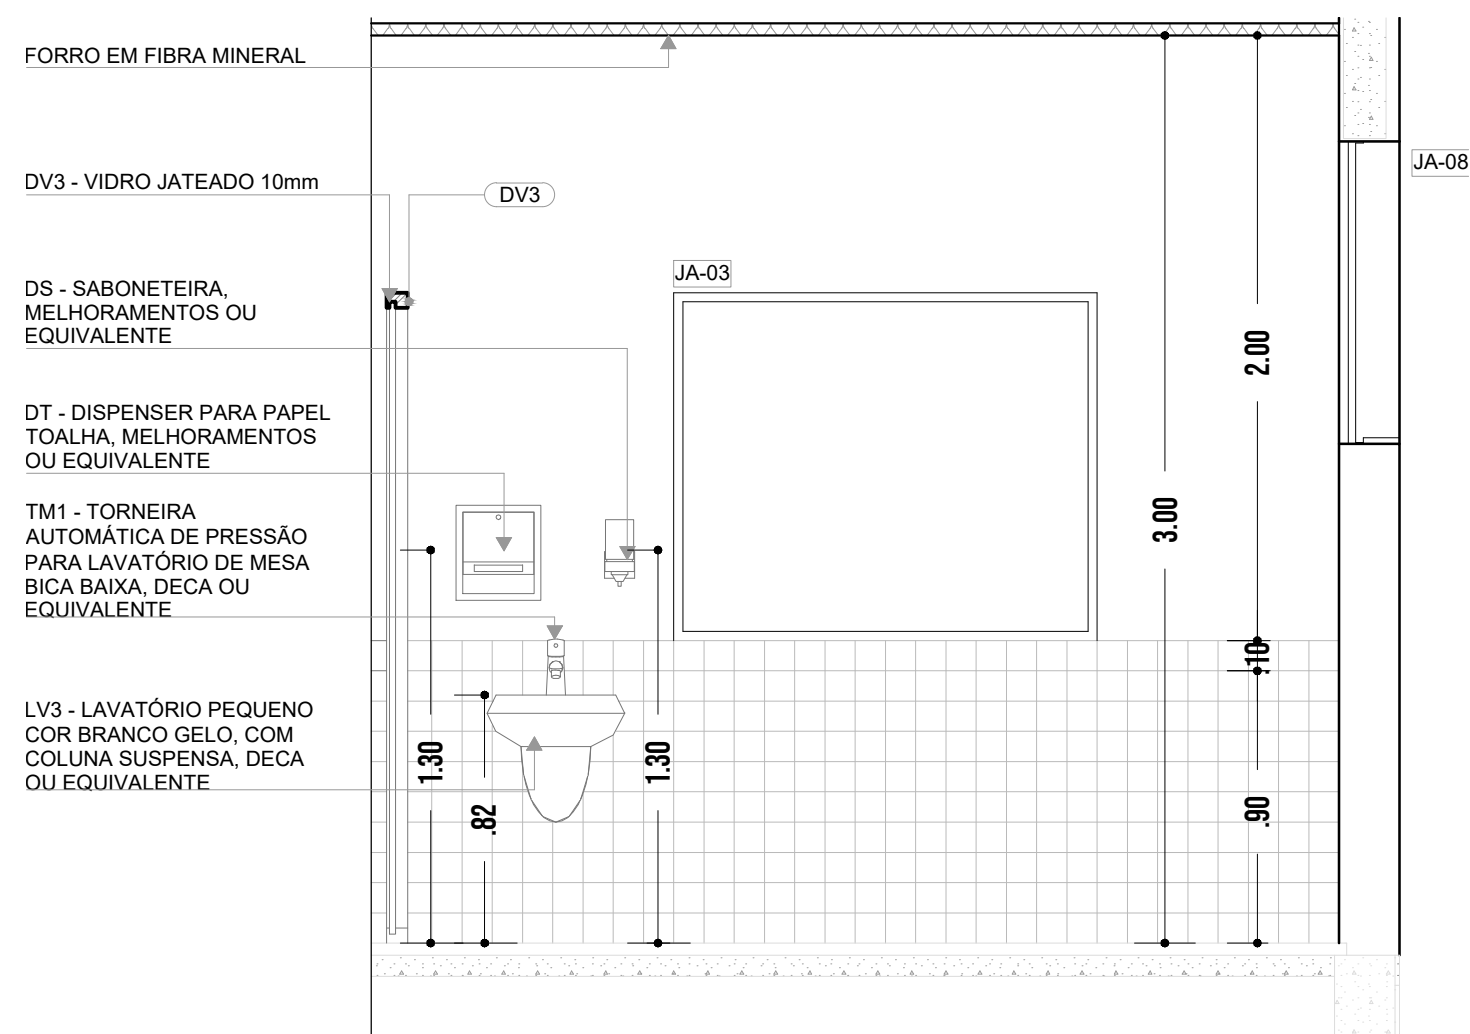 FORRO EM FIBRA MINERAL
JA-08
DV3 - VIDRO JATEADO 10mm
DV3
JA-03
DS - SABONETEIRA,
MELHORAMENTOS OU
EQUIVALENTE
2.00
DT - DISPENSER PARA PAPEL
TOALHA, MELHORAMENTOS
OU EQUIVALENTE
3.00
TM1 - TORNEIRA
AUTOMÁTICA DE PRESSÃO
PARA LAVATÓRIO DE MESA
BICA BAIXA, DECA OU
EQUIVALENTE
.10
LV3 - LAVATÓRIO PEQUENO
COR BRANCO GELO, COM
COLUNA SUSPENSA, DECA
OU EQUIVALENTE
1.30
.82
1.30
.90